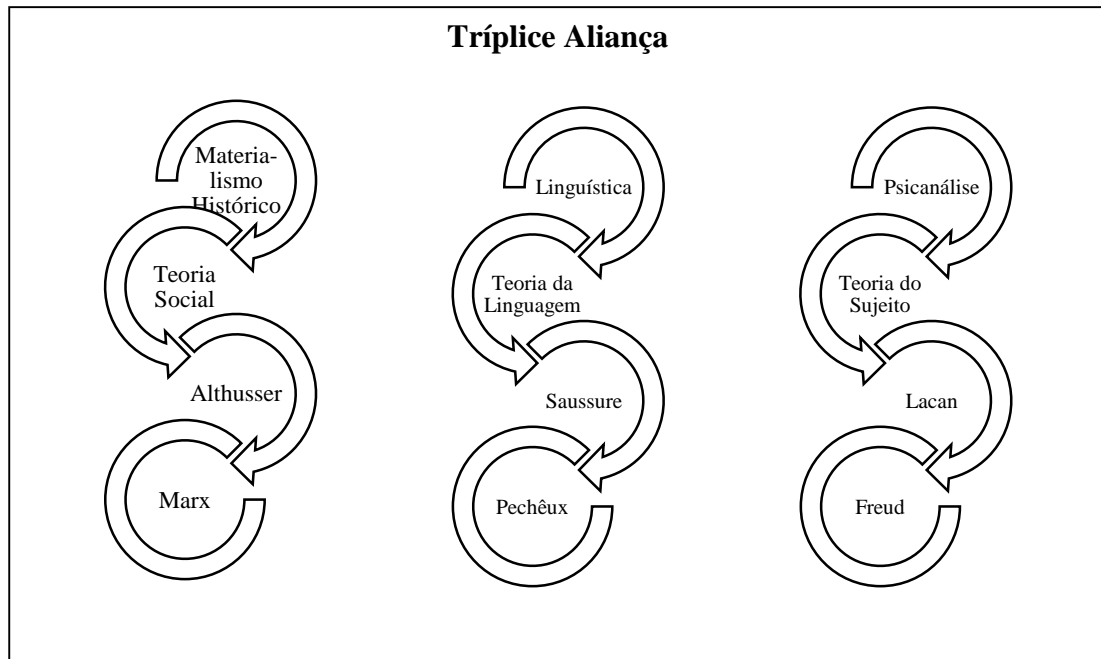 Tríplice Aliança
Materia-
lismo
Histórico
Teoria
Social
Althusser
Marx
Linguística
Teoria da
Linguagem
Saussure
Pechêux
Psicanálise
Teoria do
Sujeito
Lacan
Freud